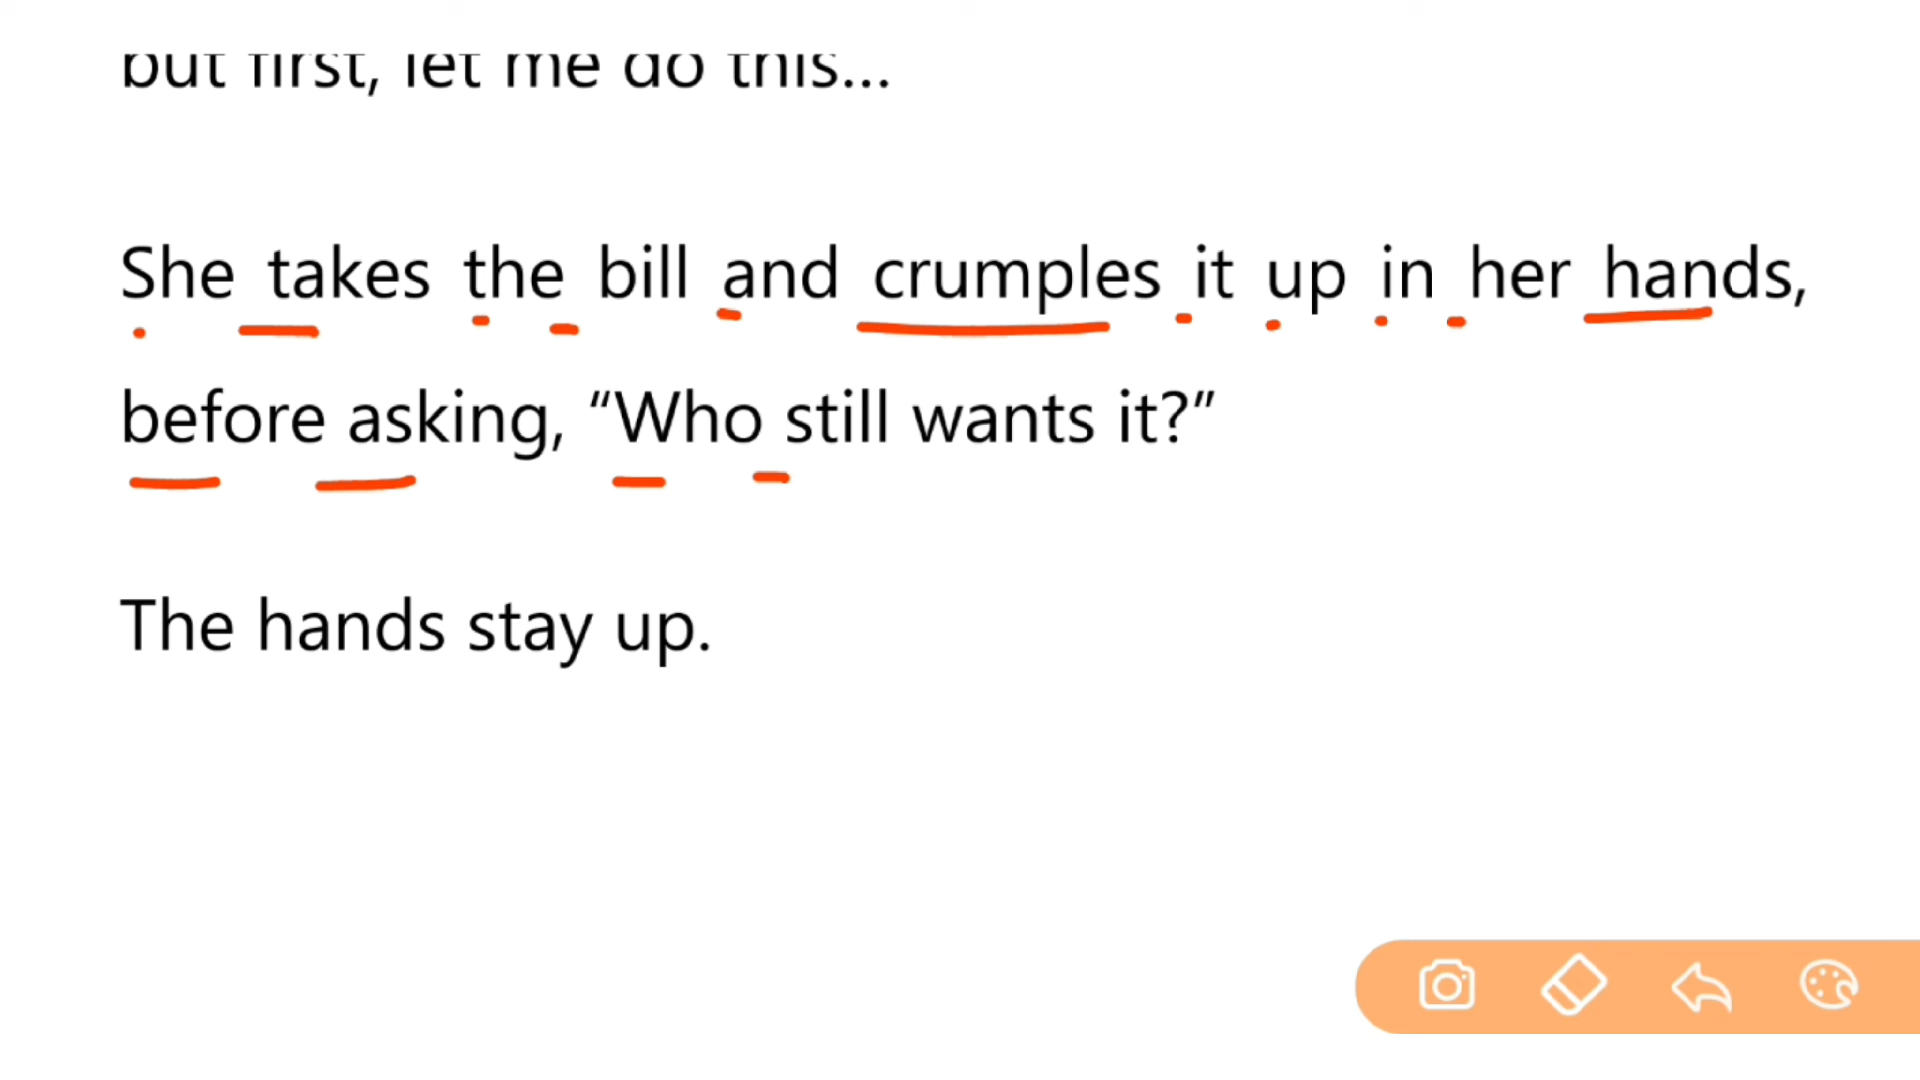 but first, let me do this...
She takes the bill and crumples it up in her hands,
before asking, “Who still wants it?”
The hands stay up.